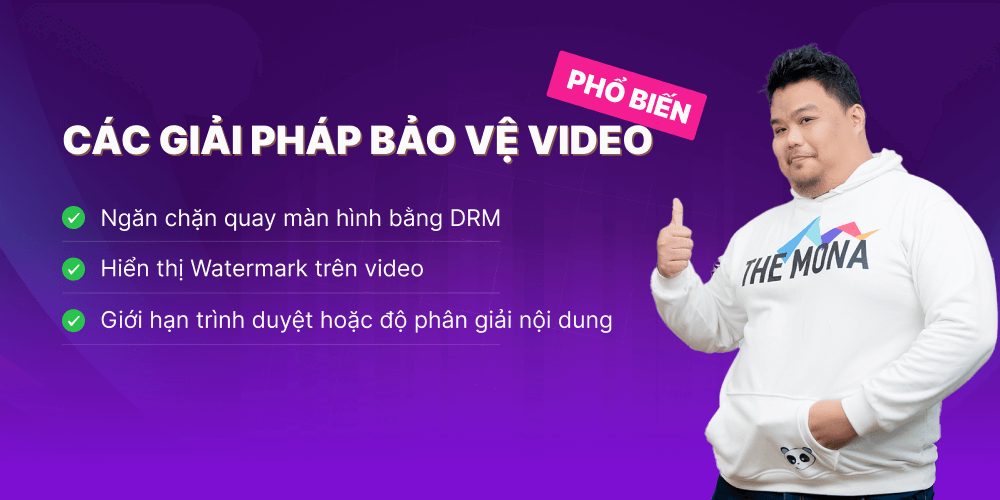 PHỔ BIẾN
CÁC GIẢI PHÁP BẢO VỆ VIDEO
Ngăn chặn quay màn hình bằng DRM
Hiển thị Watermark trên video
Giới hạn trình duyệt hoặc độ phân giải nội dung
THE MONA